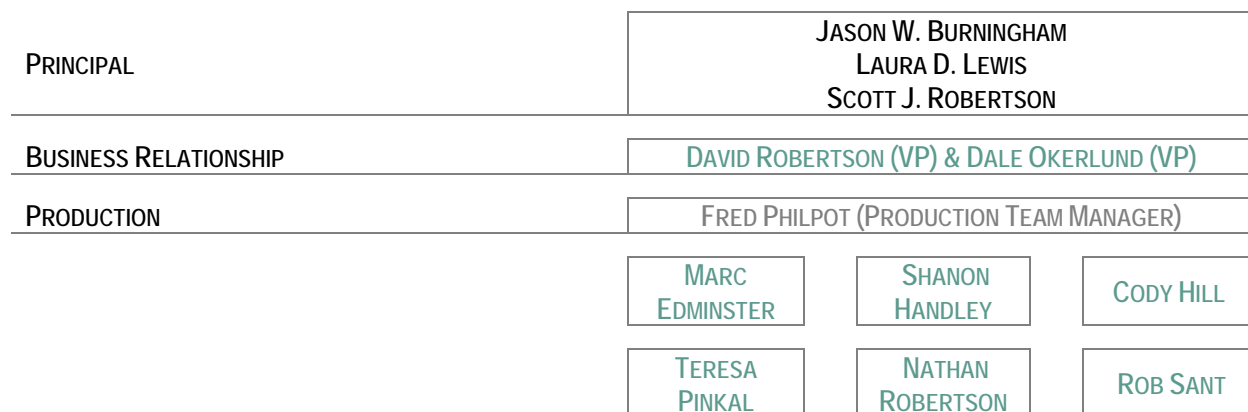 PRINCIPAL
JASON W. BURNINGHAM
LAURA D. LEWIS
SCOTT J. ROBERTSON
BUSINESS RELATIONSHIP
DAVID ROBERTSON (VP) & DALE OKERLUND (VP)
PRODUCTION
FRED PHILPOT (PRODUCTION TEAM MANAGER)
MARC
EDMINSTER
SHANON
HANDLEY
CODY HILL
TERESA
PINKAL
NATHAN
ROBERTSON
ROB SANT